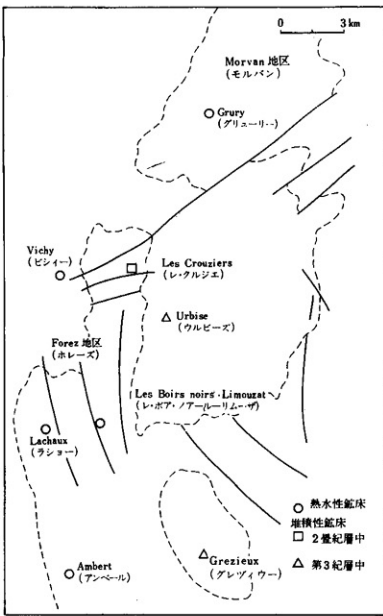 0 3 km
Morvan 地区
(モルバン)
Grury
(グリューリー)
Vichy
(ビシィー)
Les Crouziers
(レ・クルジエ)
Urbise
(ウルビーズ)
Forez 地区
(ホレーズ)
Les Boirs noirs・Limouzat
(レ・ボア・ノアールーリムー・ザ)
Lachaux
(ラショー)
熱水性鉱床
堆積性鉱床
2畳紀層中
第3紀層中
Grezieux
(グレヴィウー)
Ambert
(アンベール)